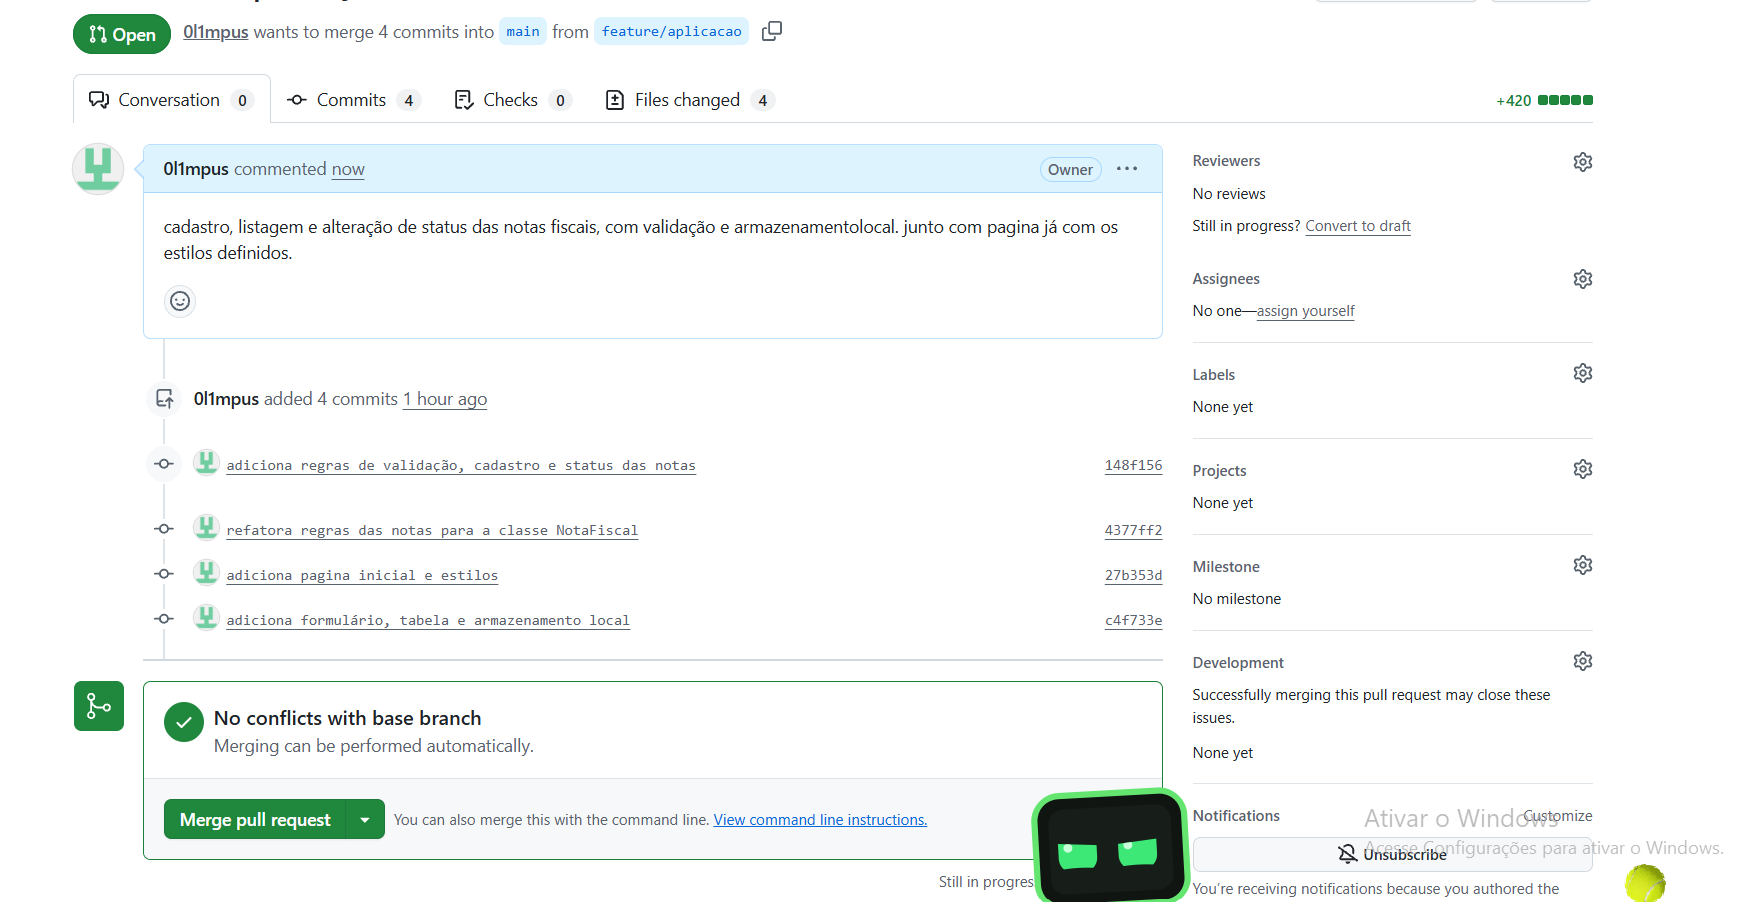 Open
0l1mpus wants to merge 4 commits into main from feature/aplicacao
Conversation 0
Commits 4
Checks 0
Files changed 4
+420
0l1mpus commented now
Owner
cadastro, listagem e alteração de status das notas fiscais, com validação e armazenamentolocal. junto com pagina já com os
estilos definidos.
0l1mpus added 4 commits 1 hour ago
adiciona regras de validação, cadastro e status das notas
148f156
refatora regras das notas para a classe NotaFiscal
4377ff2
adiciona pagina inicial e estilos
27b353d
adiciona formulário, tabela e armazenamento local
c4f733e
No conflicts with base branch
Merging can be performed automatically.
Merge pull request
You can also merge this with the command line. View command line instructions.
Still in progres
Reviewers
No reviews
Still in progress? Convert to draft
Assignees
No one—assign yourself
Labels
None yet
Projects
None yet
Milestone
No milestone
Development
Successfully merging this pull request may close these
issues.
None yet
Notifications
Customize
Unsubscribe
You're receiving notifications because you authored the
Ativar o Windows
Acesse Configurações para ativar o Windows.